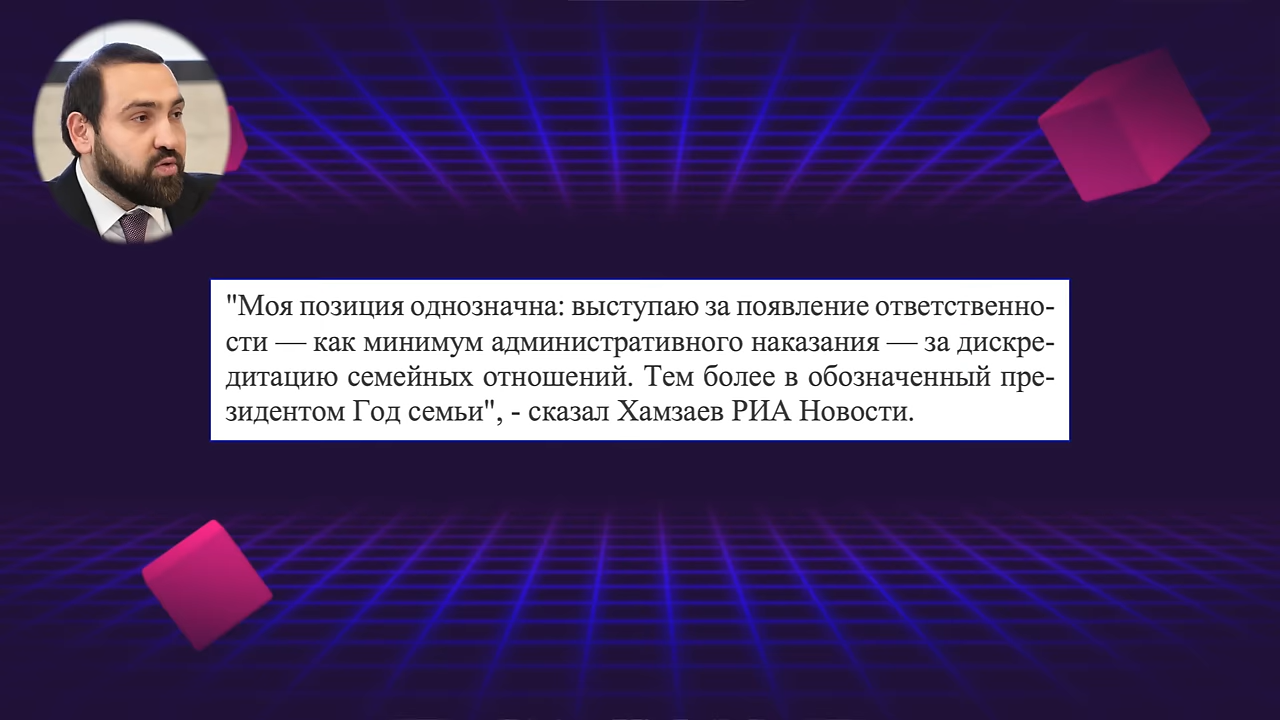 "Моя позиция однозначна: выступаю за появление ответственно-
сти — как минимум административного наказания — за дискре-
дитацию семейных отношений. Тем более в обозначенный пре-
зидентом Год семьи", - сказал Хамзаев РИА Новости.